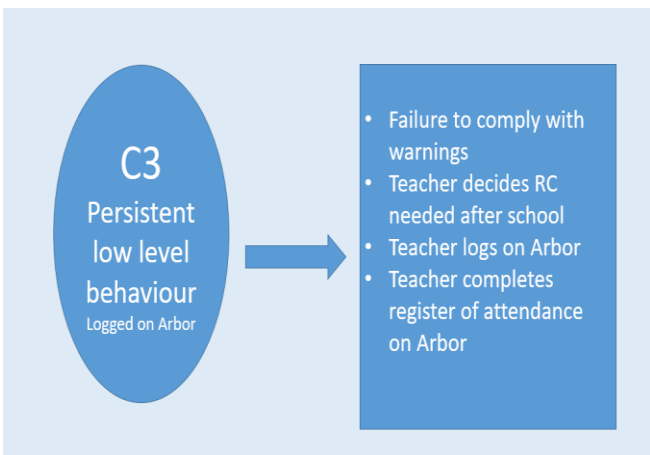 C3
Persistent
low level
behaviour
Logged on Arbor
• Failure to comply with
warnings
• Teacher decides RC
needed after school
• Teacher logs on Arbor
• Teacher completes
register of attendance
on Arbor